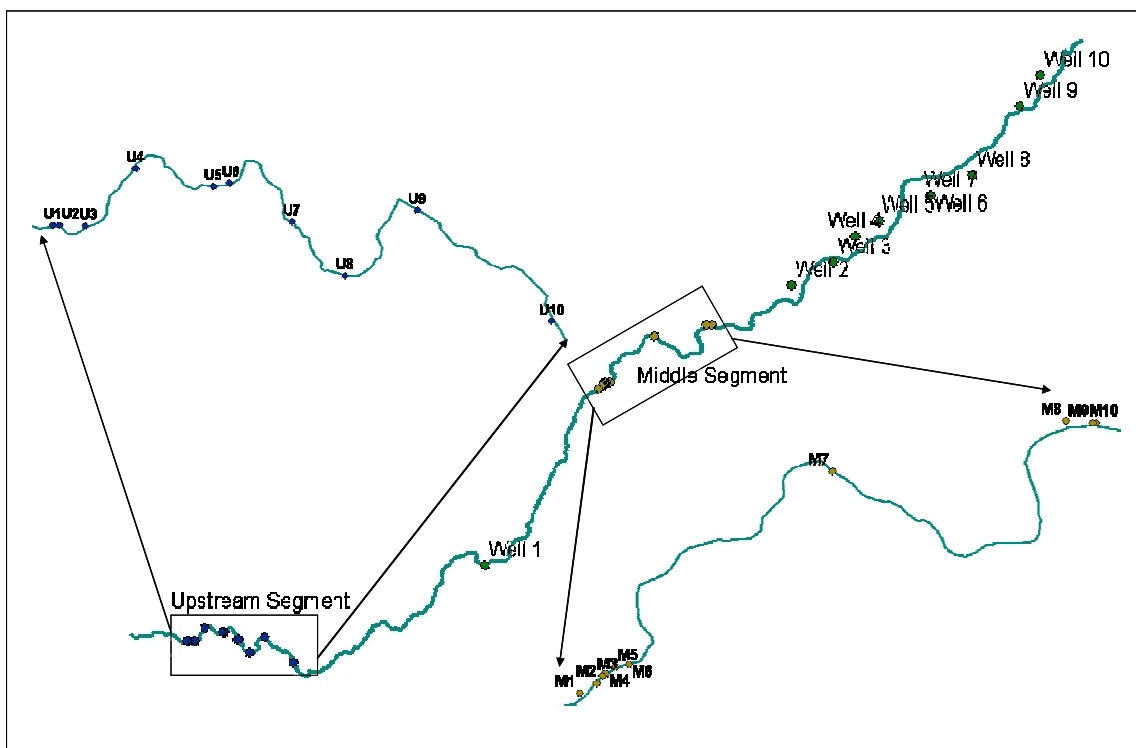 Well 10
Well 9
Well 8
Well 7
Well 6
Well 5
Well 4
Well 3
Well 2
U4
U5
U6
U1
U2
U3
U7
U9
U8
U10
Middle Segment
M8
M9
M10
M7
Well 1
Upstream Segment
M5
M3
M6
M2
M4
M1